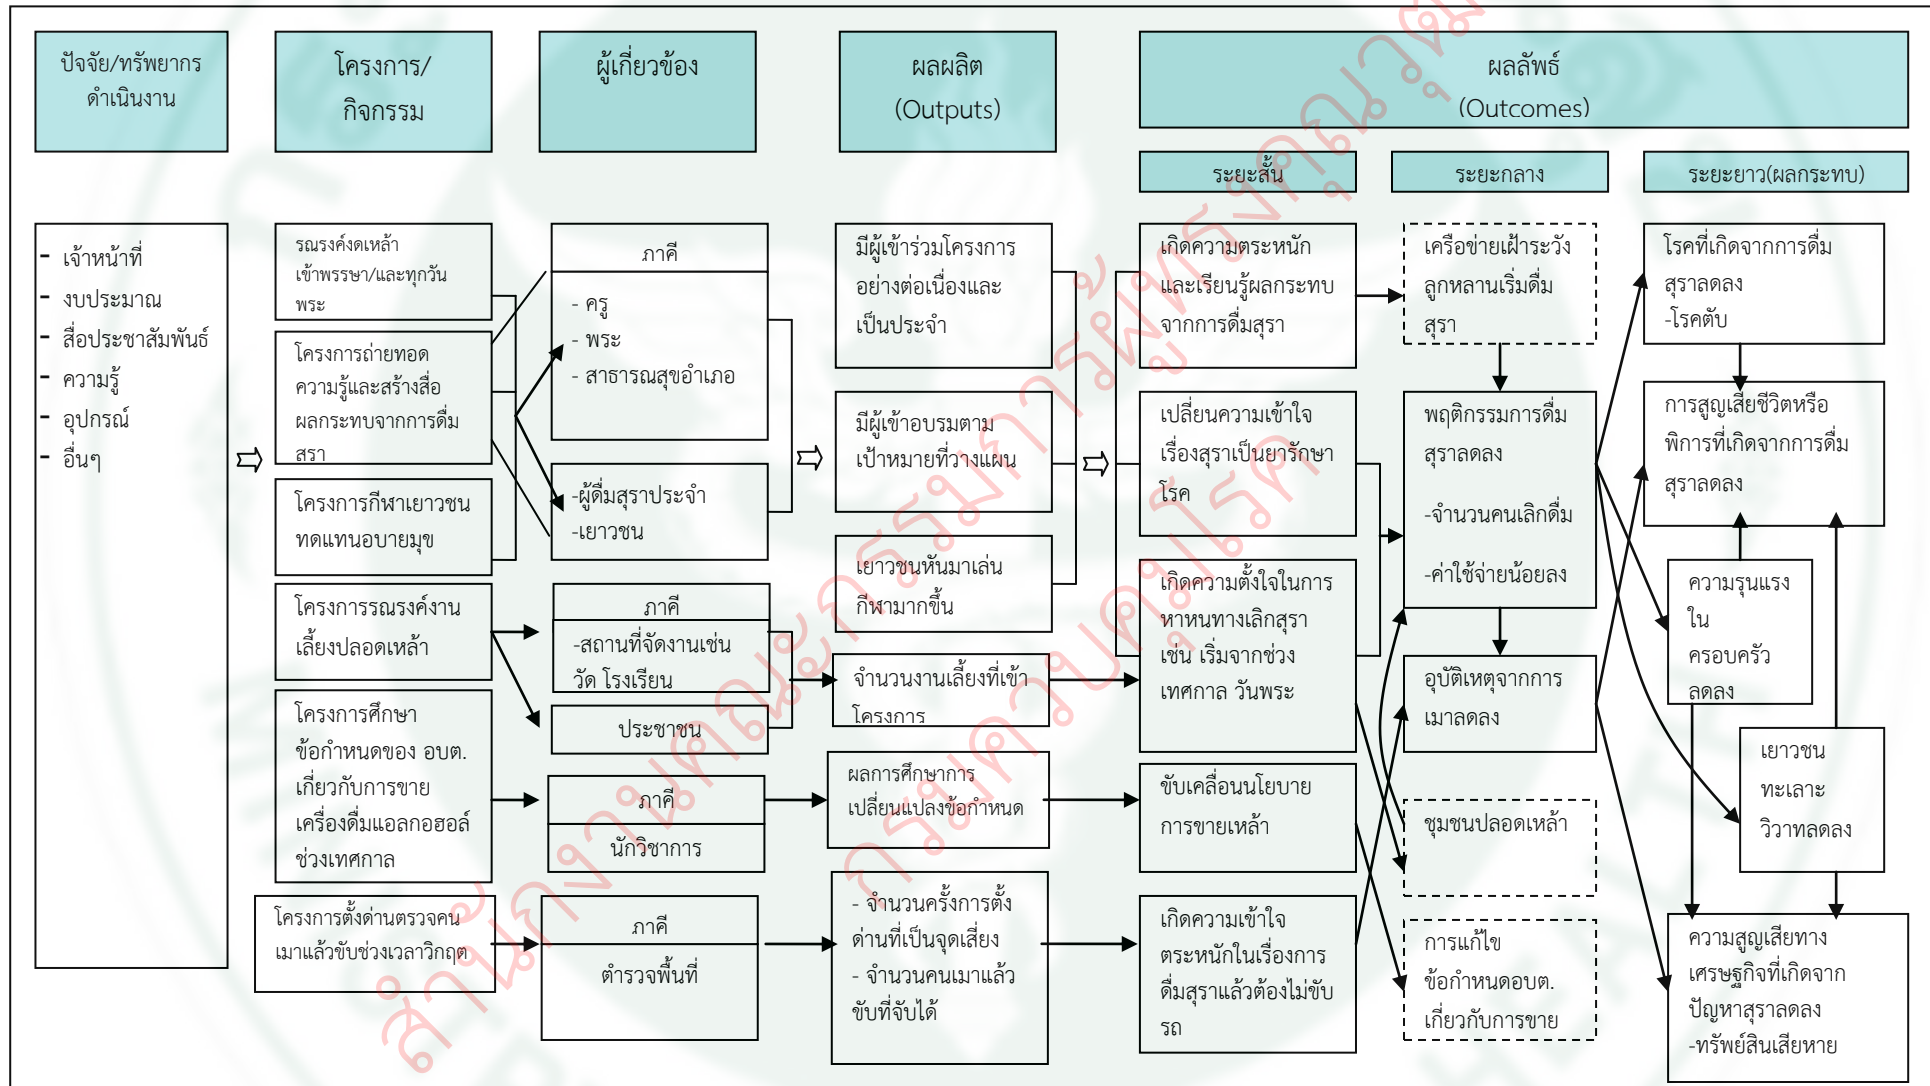 ปัจจัย/ทรัพยากร
ดำเนินงาน
โครงการ/
กิจกรรม
ผู้เกี่ยวข้อง
ผลผลิต
(Outputs)
ผลลัพธ์
(Outcomes)
ระยะสั้น
ระยะกลาง
ระยะยาว(ผลกระทบ)
- เจ้าหน้าที่
- งบประมาณ
- สื่อประชาสัมพันธ์
- ความรู้
- อุปกรณ์
- อื่นๆ
รณรงค์งดเหล้า
เข้าพรรษา/และทุกวัน
พระ
โครงการถ่ายทอด
ความรู้และสร้างสื่อ
ผลกระทบจากการดื่ม
สุรา
โครงการกีฬาเยาวชน
ทดแทนอบายมุข
โครงการรณรงค์งาน
เลี้ยงปลอดเหล้า
โครงการศึกษา
ข้อกำหนดของ อบต.
เกี่ยวกับการขาย
เครื่องดื่มแอลกอฮอล์
ช่วงเทศกาล
โครงการตั้งด่านตรวจคน
เมาแล้วขับช่วงเวลาวิกฤต
ภาคี
- ครู
- พระ
- สาธารณสุขอำเภอ
-ผู้ดื่มสุราประจำ
-เยาวชน
ภาคี
-สถานที่จัดงานเช่น
วัด โรงเรียน
ประชาชน
ภาคี
นักวิชาการ
ภาคี
ตำรวจพื้นที่
มีผู้เข้าร่วมโครงการ
อย่างต่อเนื่องและ
เป็นประจำ
มีผู้เข้าอบรมตาม
เป้าหมายที่วางแผน
เยาวชนหันมาเล่น
กีฬามากขึ้น
จำนวนงานเลี้ยงที่เข้า
โครงการ
ผลการศึกษาการ
เปลี่ยนแปลงข้อกำหนด
- จำนวนครั้งการตั้ง
ด่านที่เป็นจุดเสี่ยง
- จำนวนคนเมาแล้ว
ขับที่จับได้
เกิดความตระหนัก
และเรียนรู้ผลกระทบ
จากการดื่มสุรา
เปลี่ยนความเข้าใจ
เรื่องสุราเป็นยารักษา
โรค
เกิดความตั้งใจในการ
หาหนทางเลิกสุรา
เช่น เริ่มจากช่วง
เทศกาล วันพระ
ขับเคลื่อนนโยบาย
การขายเหล้า
เกิดความเข้าใจ
ตระหนักในเรื่องการ
ดื่มสุราแล้วต้องไม่ขับ
รถ
เครือข่ายเฝ้าระวัง
ลูกหลานเริ่มดื่ม
สุรา
พฤติกรรมการดื่ม
สุราลดลง
-จำนวนคนเลิกดื่ม
-ค่าใช้จ่ายน้อยลง
อุบัติเหตุจากการ
เมาลดลง
ชุมชนปลอดเหล้า
การแก้ไข
ข้อกำหนดอบต.
เกี่ยวกับการขาย
โรคที่เกิดจากการดื่ม
สุราลดลง
-โรคตับ
การสูญเสียชีวิตหรือ
พิการที่เกิดจากการดื่ม
สุราลดลง
ความรุนแรง
ใน
ครอบครัว
ลดลง
เยาวชน
ทะเลาะ
วิวาทลดลง
ความสูญเสียทาง
เศรษฐกิจที่เกิดจาก
ปัญหาสุราลดลง
-ทรัพย์สินเสียหาย
สำนักงานคณะกรรมการผู้ทรงคุณวุฒิ
กรมควบคุมโรค